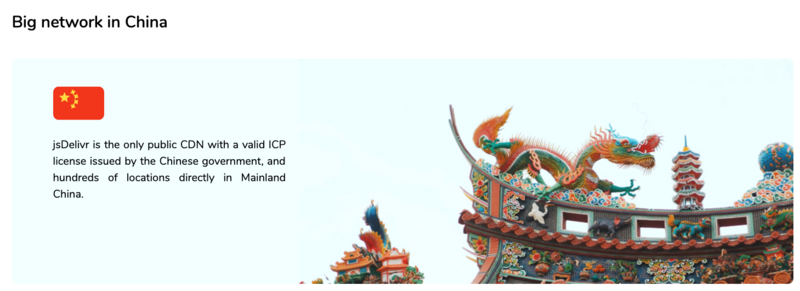 Big network in China
jsDelivr is the only public CDN with a valid ICP
license issued by the Chinese government, and
hundreds of locations directly in Mainland
China.